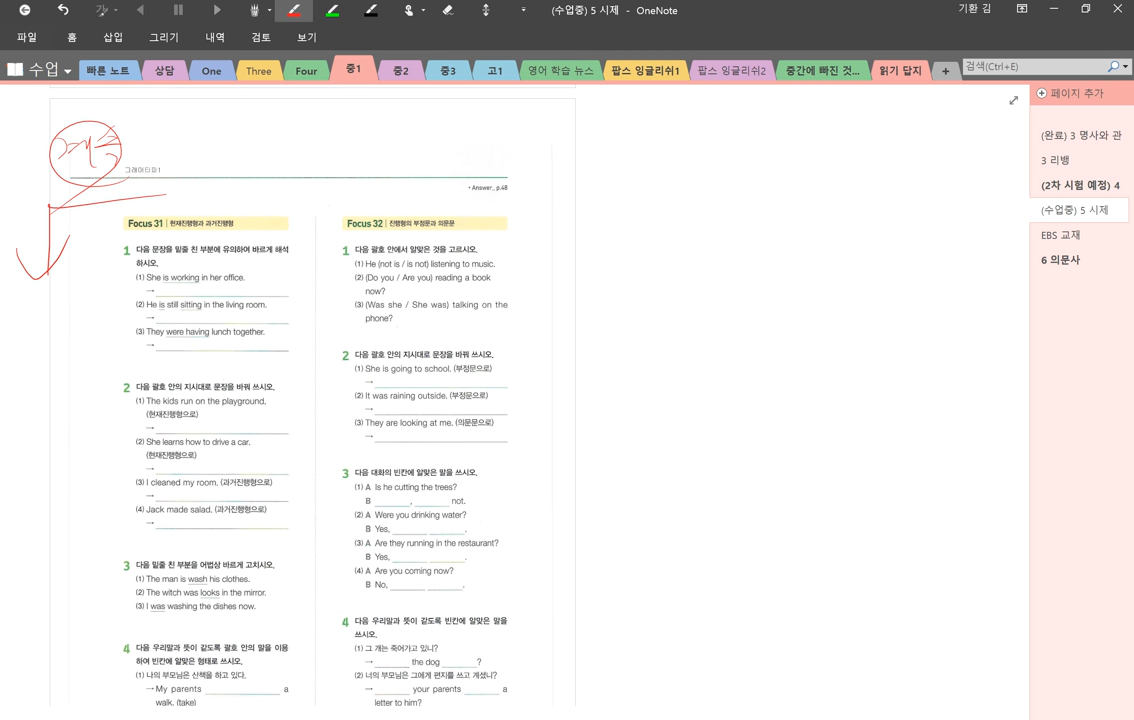 (수업중) 5 시제 - OneNote
기환 김
파일 홈 삽입 그리기 내역 검토 보기
수업
빠른 노트 상담 One Three Four 중1 중2 중3 고1 영어 학습 뉴스 팝스 잉글리쉬1 팝스 잉글리쉬2 중간에 빠진 것... 읽기 답지 +
검색(Ctrl+E)
페이지 추가
(완료) 3 명사와 관
3 리뱅
(2차 시험 예정) 4
(수업중) 5 시제
EBS 교재
6 의문사
그래머타파1
• Answer_ p.48
Focus 31 | 현재진행형과 과거진행형
1 다음 문장을 밑줄 친 부분에 유의하여 바르게 해석
하시오.
(1) She is working in her office.
→
(2) He is still sitting in the living room.
→
(3) They were having lunch together.
→
2 다음 괄호 안의 지시대로 문장을 바꿔 쓰시오.
(1) The kids run on the playground.
(현재진행형으로)
→
(2) She learns how to drive a car.
(현재진행형으로)
→
(3) I cleaned my room. (과거진행형으로)
→
(4) Jack made salad. (과거진행형으로)
→
3 다음 밑줄 친 부분을 어법상 바르게 고치시오.
(1) The man is wash his clothes.
(2) The witch was looks in the mirror.
(3) I was washing the dishes now.
4 다음 우리말과 뜻이 같도록 괄호 안의 말을 이용
하여 빈칸에 알맞은 형태로 쓰시오.
(1) 나의 부모님은 산책을 하고 있다.
→ My parents ________ a
walk. (take)
Focus 32 | 진행형의 부정문과 의문문
1 다음 괄호 안에서 알맞은 것을 고르시오.
(1) He (not is / is not) listening to music.
(2) (Do you / Are you) reading a book
now?
(3) (Was she / She was) talking on the
phone?
2 다음 괄호 안의 지시대로 문장을 바꿔 쓰시오.
(1) She is going to school. (부정문으로)
→
(2) It was raining outside. (부정문으로)
→
(3) They are looking at me. (의문문으로)
→
3 다음 대화의 빈칸에 알맞은 말을 쓰시오.
(1) A Is he cutting the trees?
B ________, ________ not.
(2) A Were you drinking water?
B Yes, ________ ________.
(3) A Are they running in the restaurant?
B Yes, ________ ________.
(4) A Are you coming now?
B No, ________ ________.
4 다음 우리말과 뜻이 같도록 빈칸에 알맞은 말을
쓰시오.
(1) 그 개는 죽어가고 있니?
→ ________ the dog ________?
(2) 너의 부모님은 그에게 편지를 쓰고 계셨니?
→ ________ your parents ________ a
letter to him?